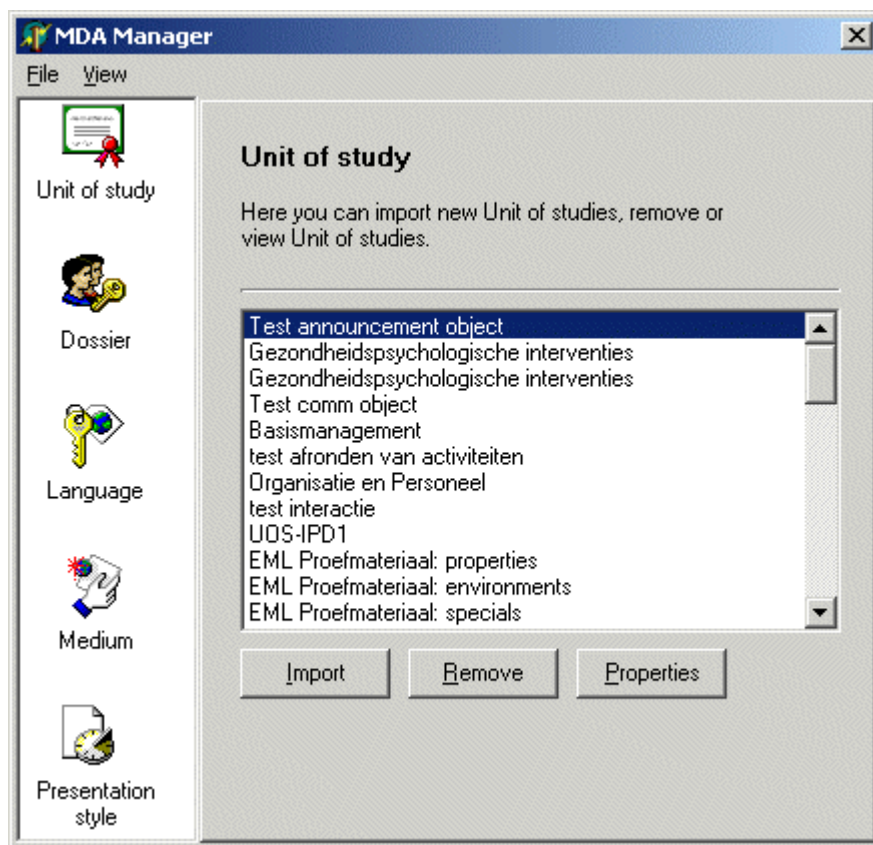 MDA Manager
File View
Unit of study
Dossier
Language
Medium
Presentation
style
Unit of study
Here you can import new Unit of studies, remove or
view Unit of studies.
Test announcement object
Gezondheidspsychologische interventies
Gezondheidspsychologische interventies
Test comm object
Basismanagement
test afronden van activiteiten
Organisatie en Personeel
test interactie
UOS-IPD1
EML Proefmateriaal: properties
EML Proefmateriaal: environments
EML Proefmateriaal: specials
Import Remove Properties